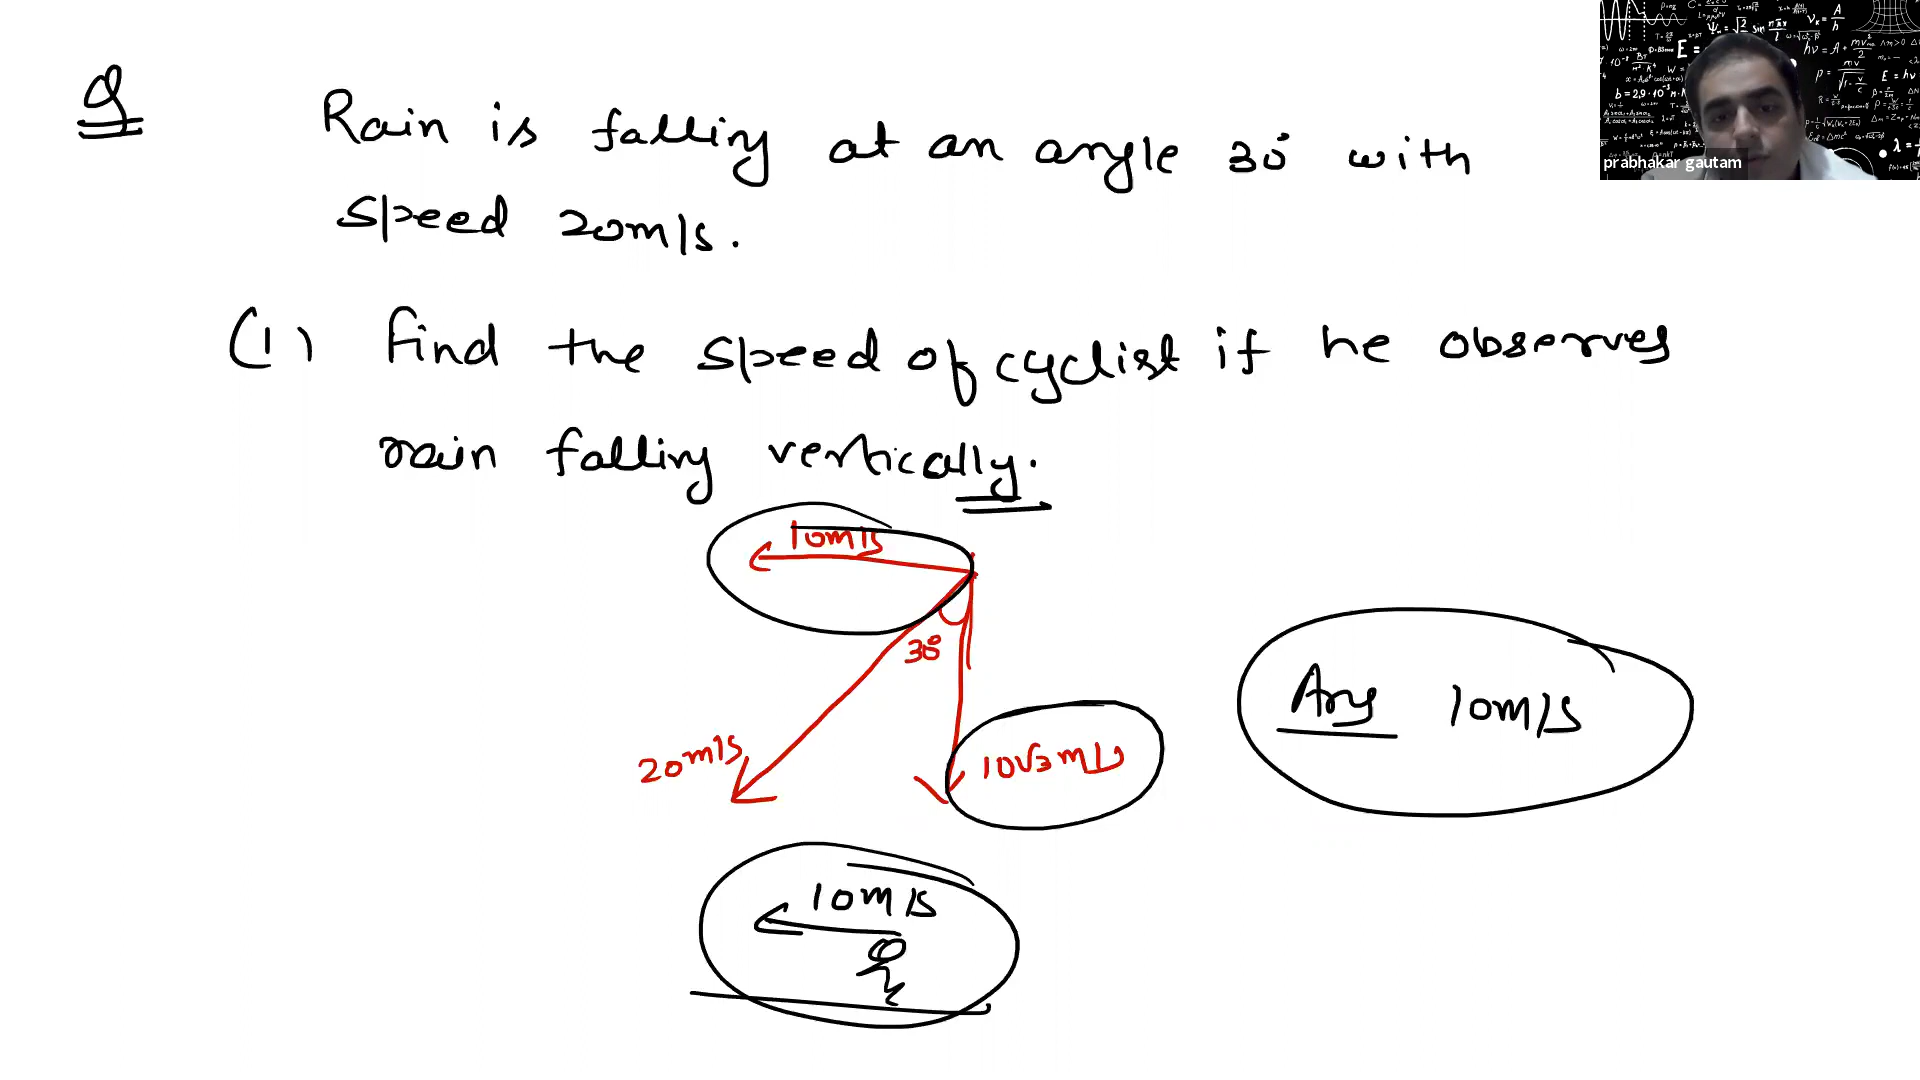 Q
Rain is falling at an angle 30° with
speed 20m/s.
(1) find the speed of cyclist if he observes
rain falling vertically.
10m/s
30°
20m/s
10√3 m/s
Ans 10m/s
10m/s
prabhakar gautam